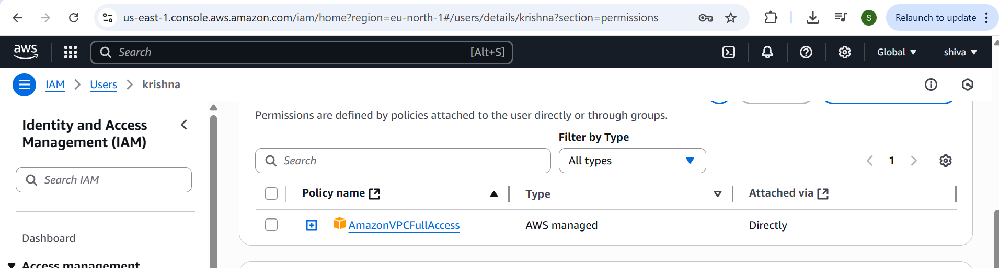 us-east-1.console.aws.amazon.com/iam/home?region=eu-north-1#/users/details/krishna?section=permissions
S
Relaunch to update
aws
Search
[Alt+S]
Global
shiva
IAM
Users
krishna
Identity and Access
Management (IAM)
Search IAM
Dashboard
Access management
Permissions are defined by policies attached to the user directly or through groups.
Filter by Type
Search
All types
1
Policy name
Type
Attached via
AmazonVPCFullAccess
AWS managed
Directly